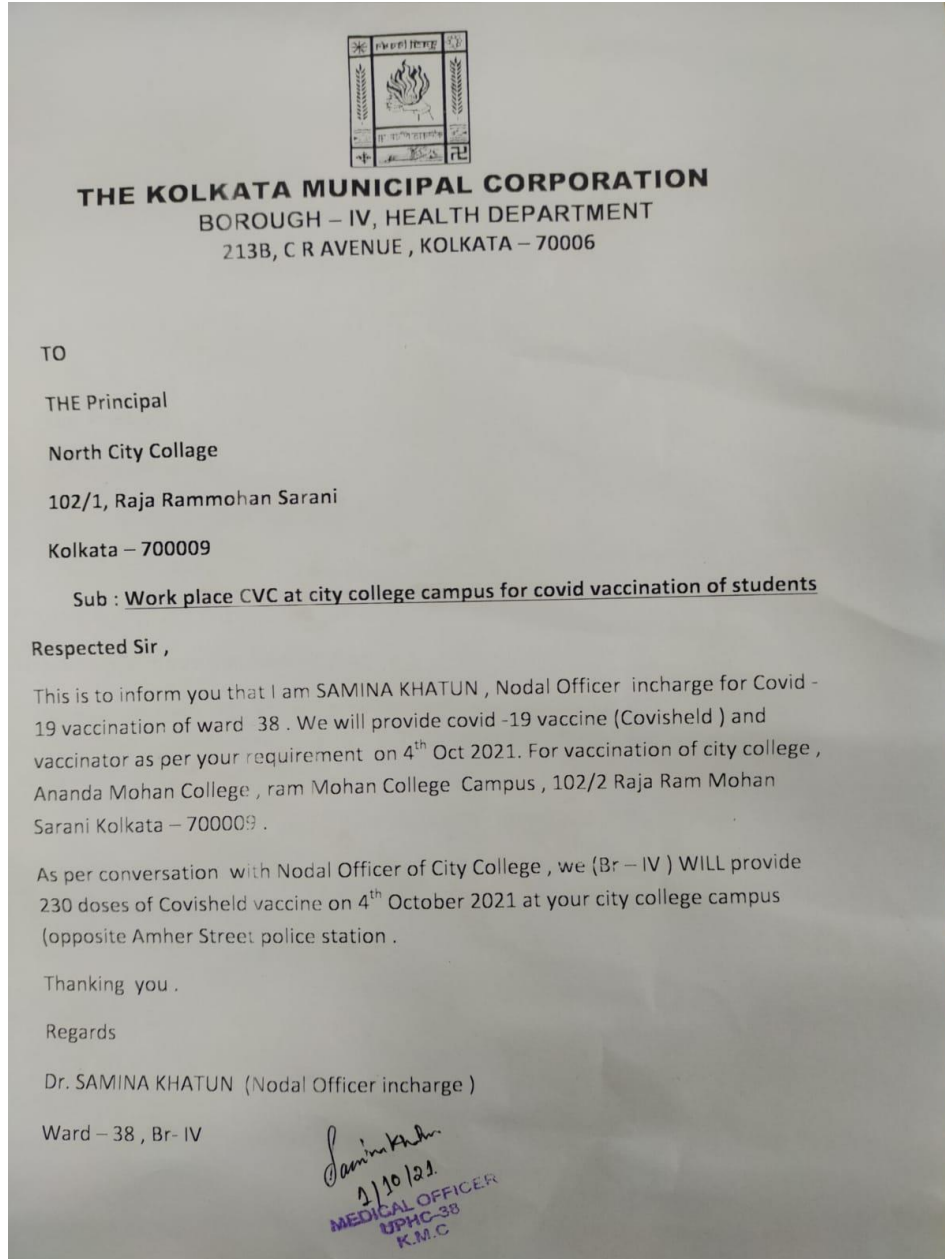 THE KOLKATA MUNICIPAL CORPORATION
BOROUGH – IV, HEALTH DEPARTMENT
213B, C R AVENUE , KOLKATA – 70006
TO
THE Principal
North City Collage
102/1, Raja Rammohan Sarani
Kolkata – 700009
Sub : Work place CVC at city college campus for covid vaccination of students
Respected Sir ,
This is to inform you that I am SAMINA KHATUN , Nodal Officer incharge for Covid -
19 vaccination of ward 38 . We will provide covid -19 vaccine (Covisheld ) and
vaccinator as per your requirement on 4th Oct 2021. For vaccination of city college ,
Ananda Mohan College , ram Mohan College Campus , 102/2 Raja Ram Mohan
Sarani Kolkata – 700009 .
As per conversation with Nodal Officer of City College , we (Br – IV ) WILL provide
230 doses of Covisheld vaccine on 4th October 2021 at your city college campus
(opposite Amher Street police station .
Thanking you .
Regards
Dr. SAMINA KHATUN (Nodal Officer incharge )
Ward – 38 , Br- IV
1/10/21.
MEDICAL OFFICER
UPHC-38
K.M.C